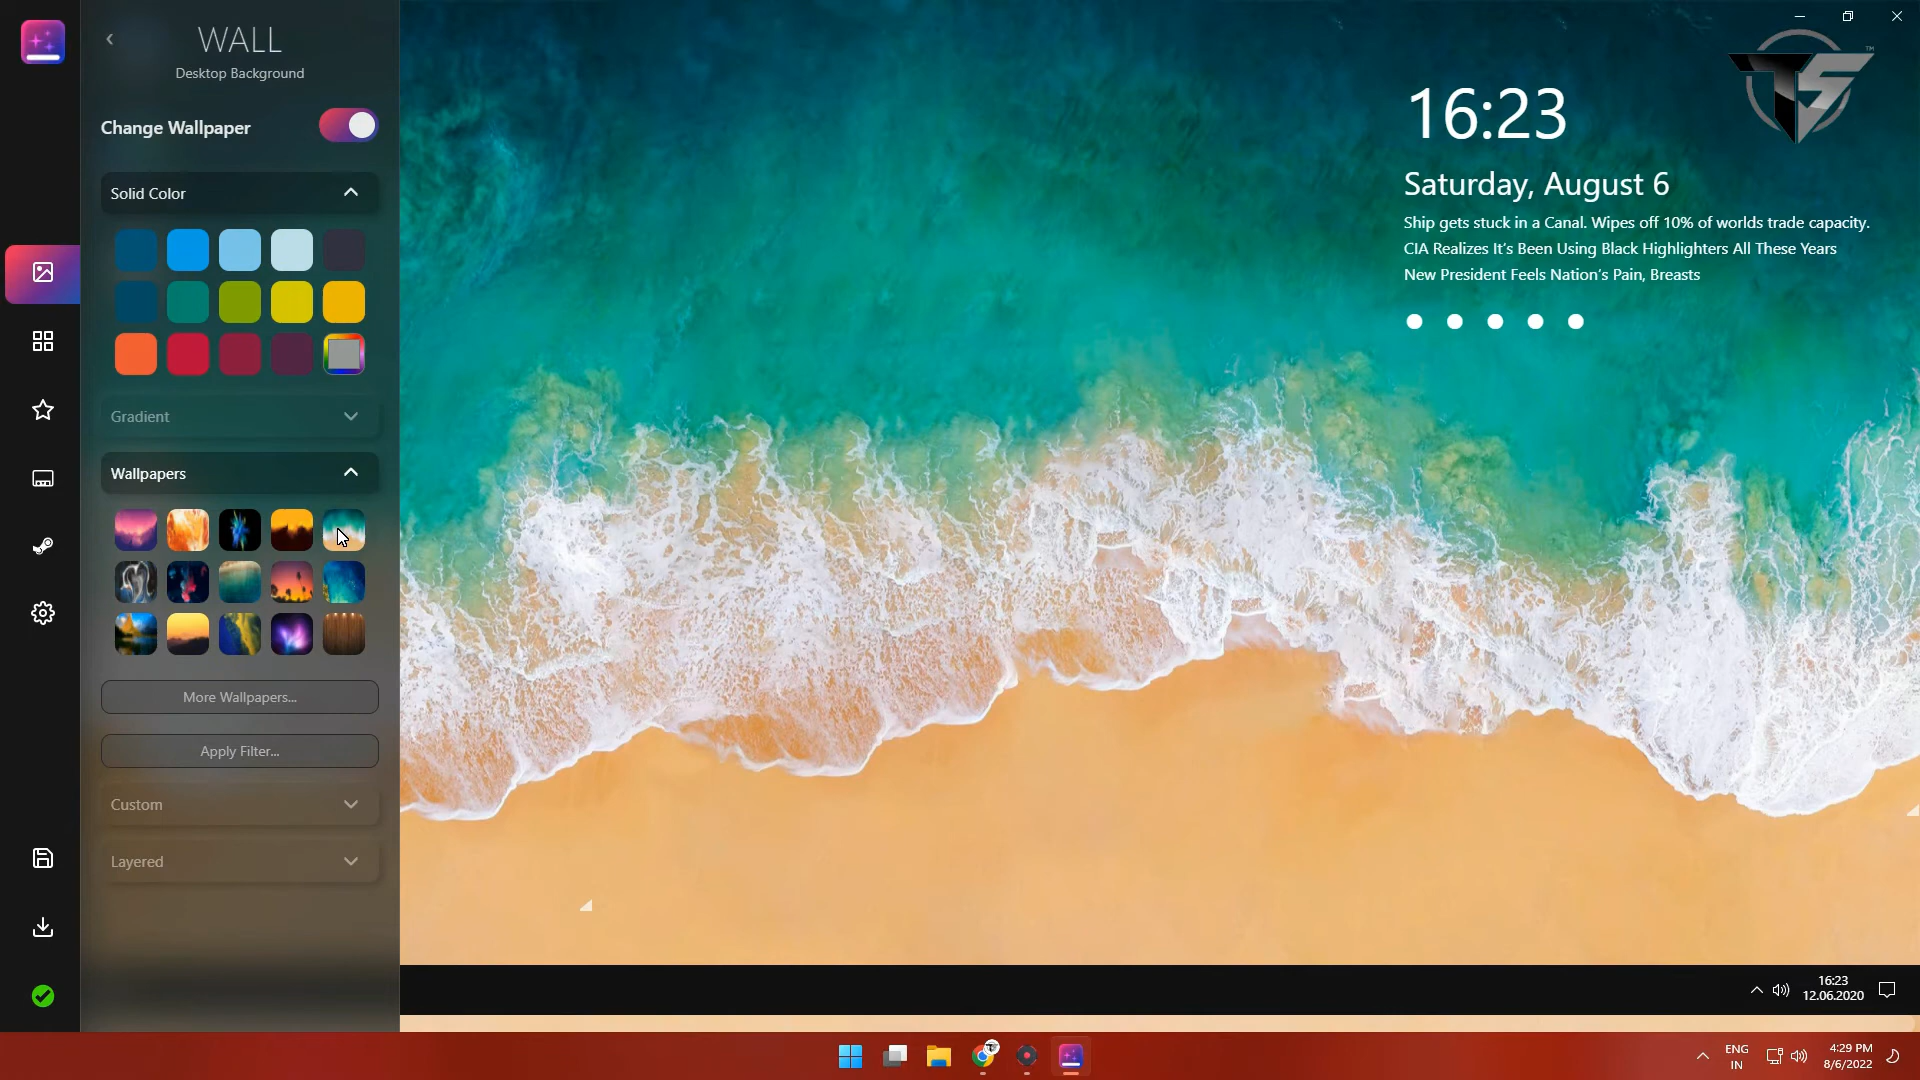 WALL
Desktop Background
Change Wallpaper
Solid Color
Gradient
Wallpapers
More Wallpapers...
Apply Filter...
Custom
Layered
TS™
16:23
Saturday, August 6
Ship gets stuck in a Canal. Wipes off 10% of worlds trade capacity.
CIA Realizes It's Been Using Black Highlighters All These Years
New President Feels Nation's Pain, Breasts
16:23
12.06.2020
ENG
IN
4:29 PM
8/6/2022